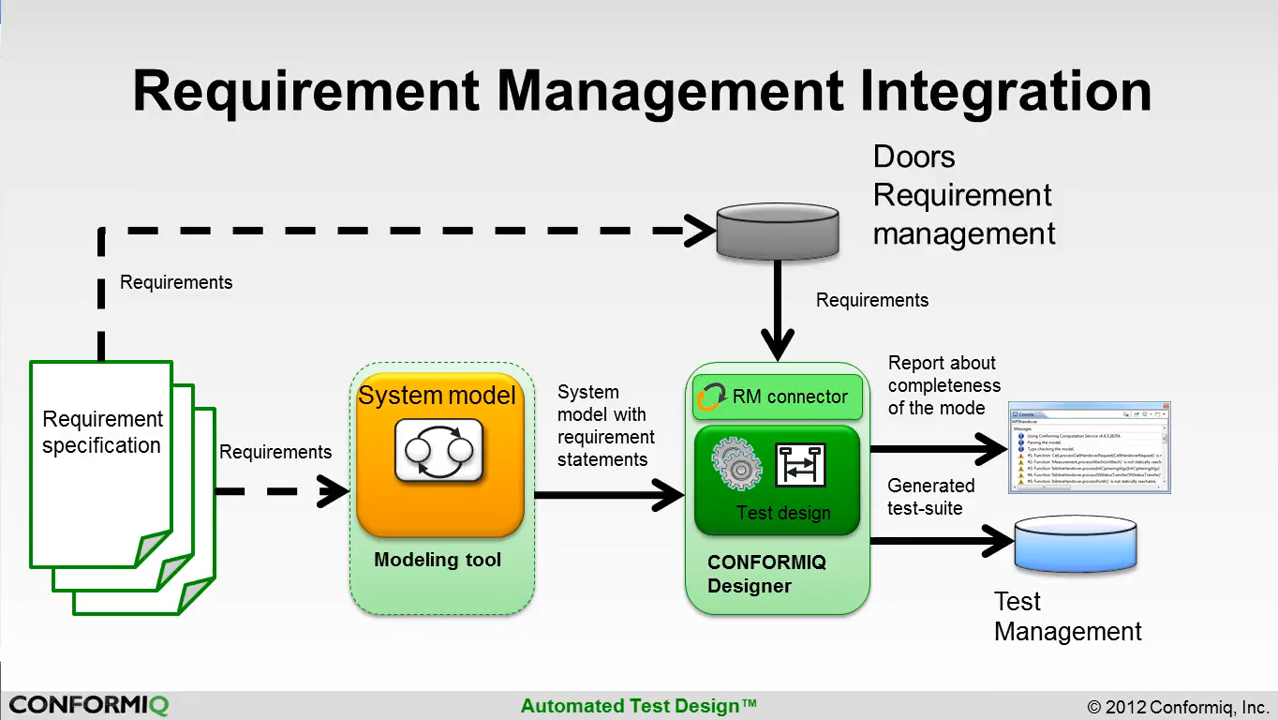 Requirement Management Integration
Doors
Requirement
management
Requirements
Requirements
Requirement
specification
Requirements
System model
Modeling tool
System
model with
requirement
statements
RM connector
Test design
CONFORMIQ
Designer
Report about
completeness
of the mode
Generated
test-suite
Test
Management
CONFORMIQ
Automated Test Design™
© 2012 Conformiq, Inc.